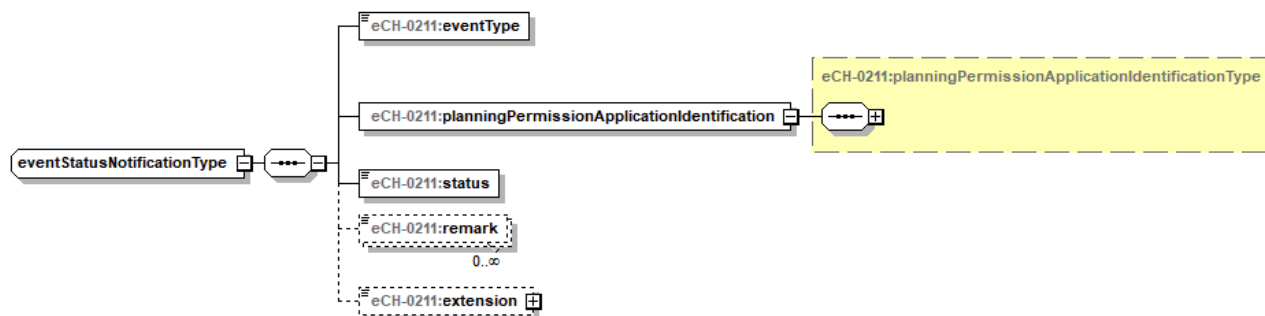 eCH-0211:eventType
eCH-0211:planningPermissionApplicationIdentificationType
eCH-0211:planningPermissionApplicationIdentification
eventStatusNotificationType
eCH-0211:status
eCH-0211:remark
0..∞
eCH-0211:extension